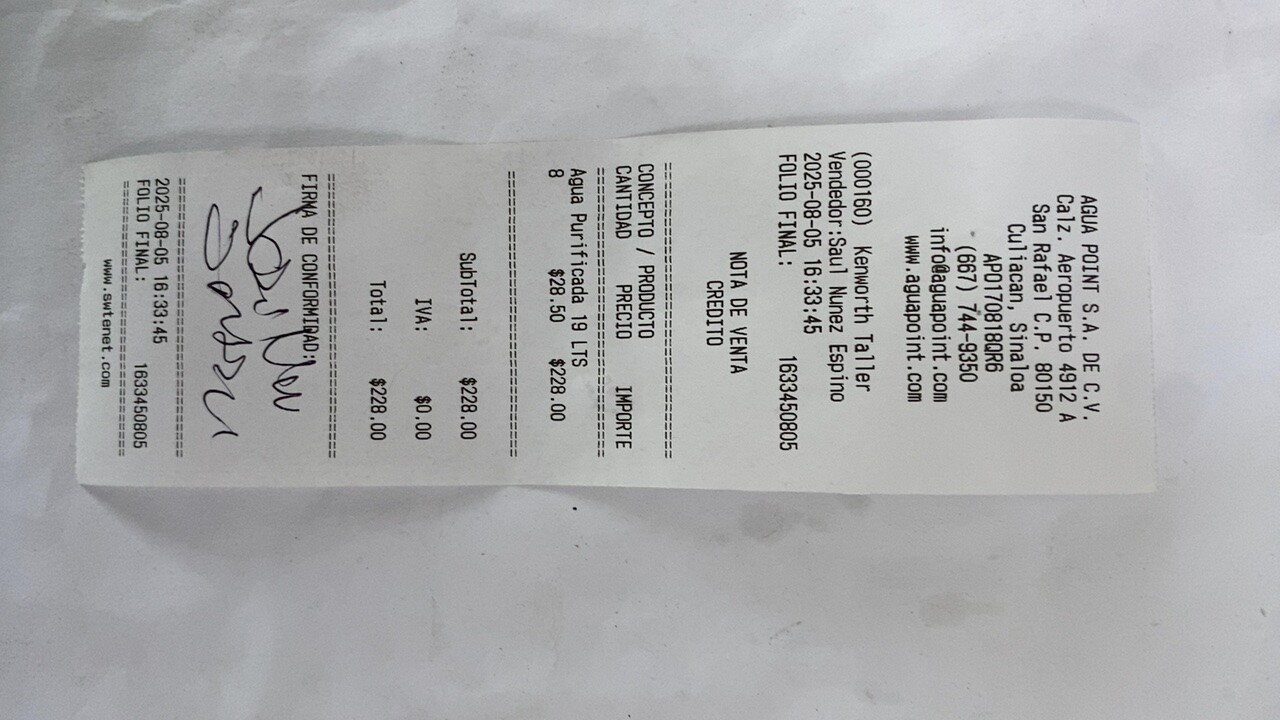 AGUA POINT S.A. DE C.V.
Calz. Aeropuerto 4912 A
San Rafael C.P. 80150
Culiacan, Sinaloa
APO170818QR6
(667) 744-9350
info@aguapoint.com
www.aguapoint.com
(000160) Kenworth Taller
Vendedor:Saul Nunez Espino
2025-08-05 16:33:45
FOLIO FINAL: 1633450805
NOTA DE VENTA
CREDITO
==============================
CONCEPTO / PRODUCTO
CANTIDAD PRECIO IMPORTE
==============================
Agua Purificada 19 LTS
8 $28.50 $228.00
==============================
SubTotal: $228.00
IVA: $0.00
Total: $228.00
==============================
FIRMA DE CONFORMIDAD:
==============================
2025-08-05 16:33:45
FOLIO FINAL: 1633450805
==============================
www.swtenet.com